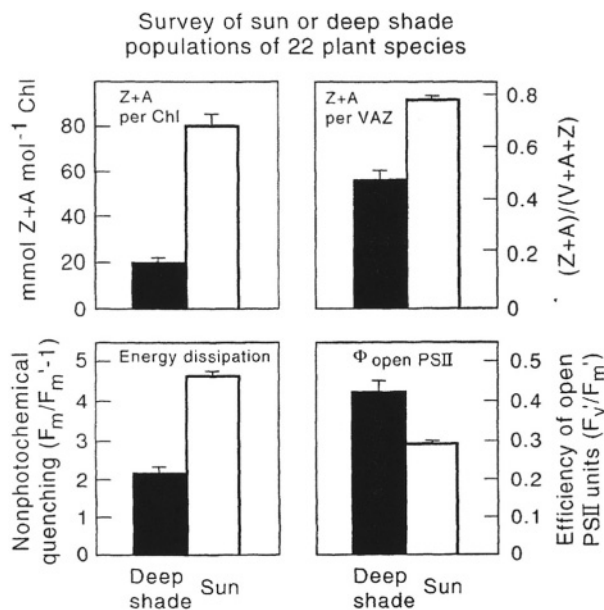 Survey of sun or deep shade
populations of 22 plant species
mmol Z+A mol⁻¹ Chl
80
60
40
20
0
Z+A
per Chl
Z+A
per VAZ
0.8
0.6
0.4
0.2
0
(Z+A)/(V+A+Z)
Nonphotochemical
quenching (Fm/Fm'-1)
5
4
3
2
1
0
Energy dissipation
Φ open PSII
0.5
0.4
0.3
0.2
0.1
0
Efficiency of open
PSII units (Fv'/Fm')
Deep
shade
Sun
Deep
shade
Sun